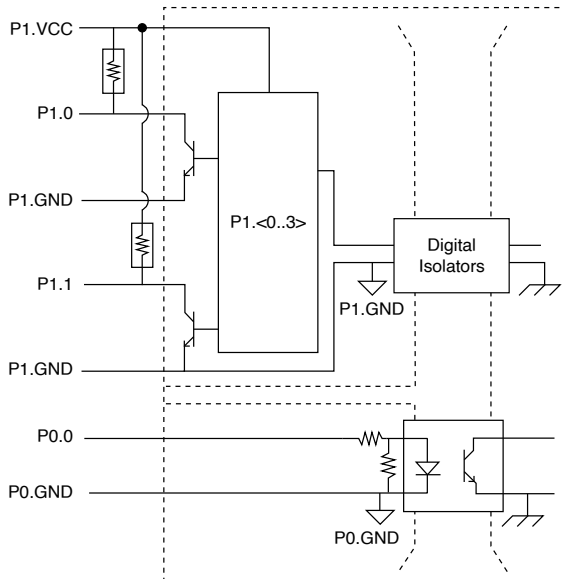 P1.VCC
P1.0
P1.GND
P1.<0..3>
Digital
Isolators
P1.1
P1.GND
P1.GND
P0.0
P0.GND
P0.GND